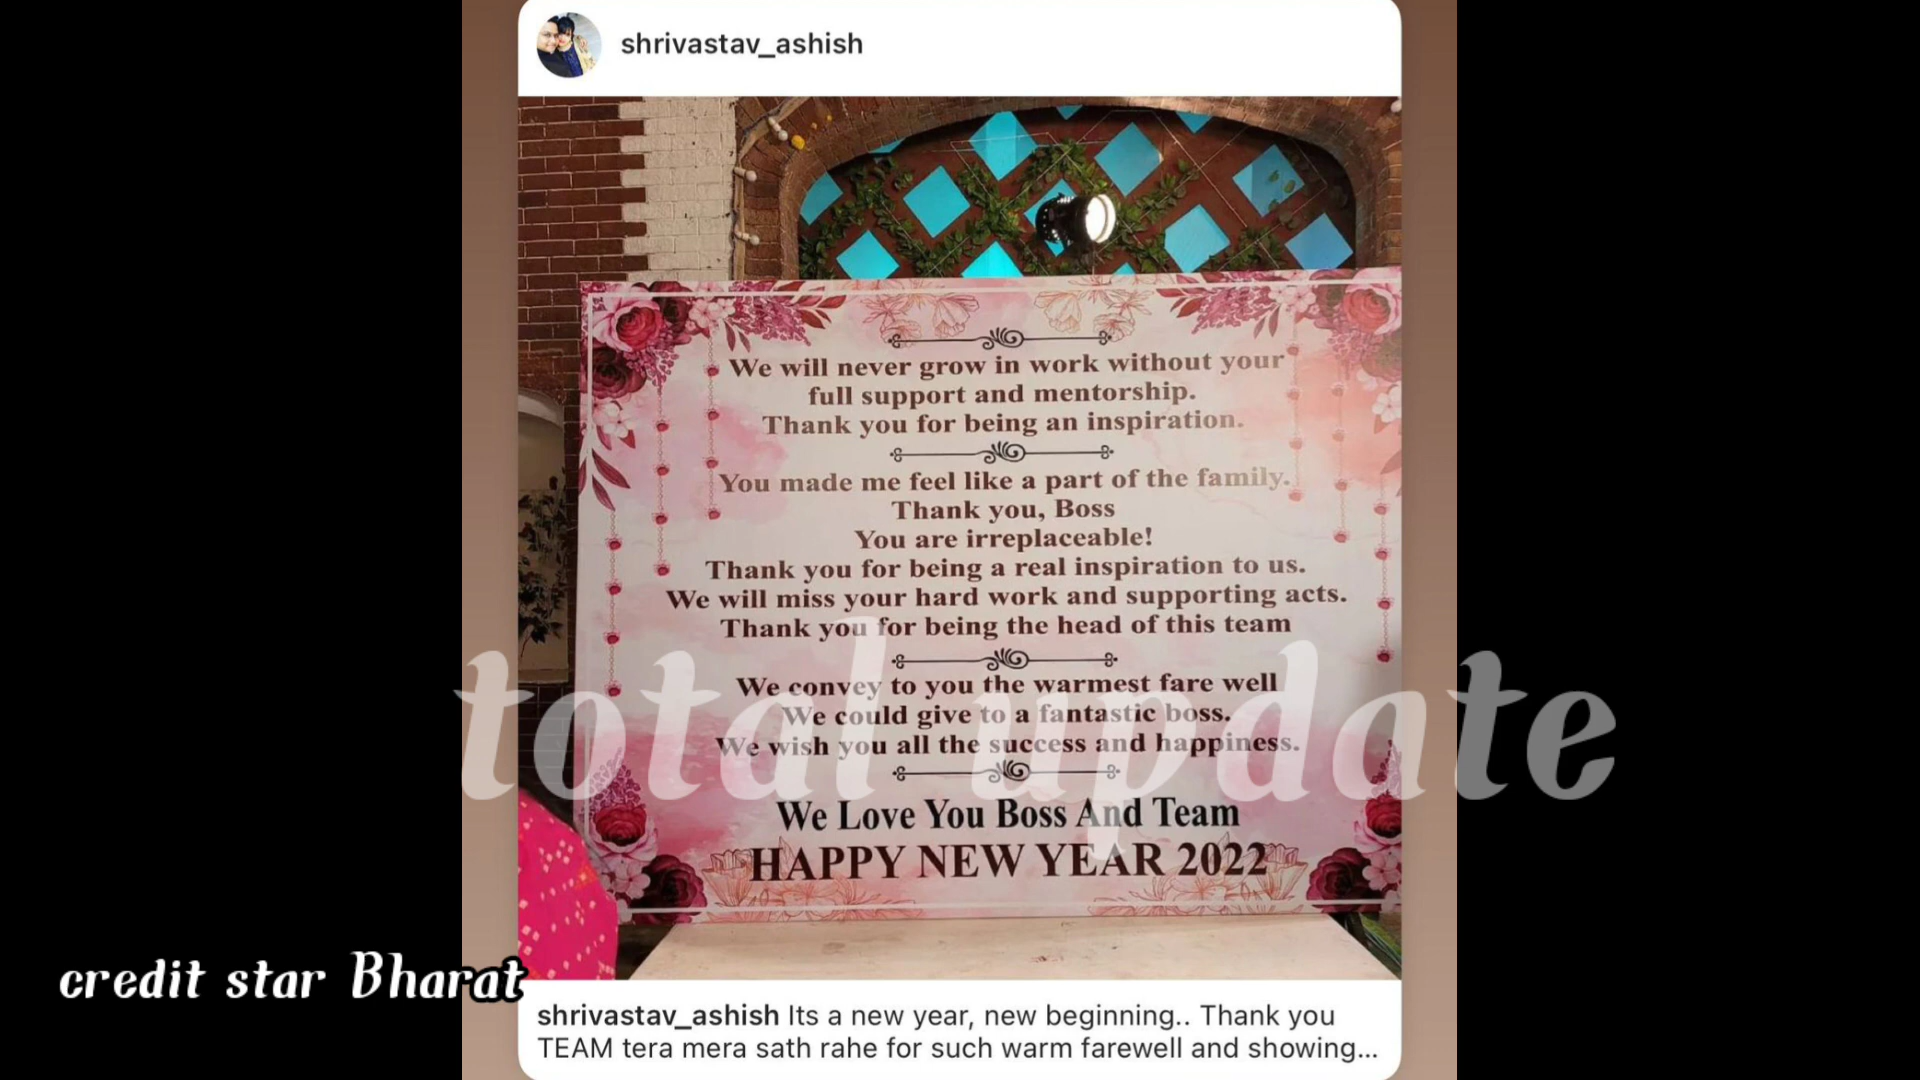 shrivastav_ashish
We will never grow in work without your
full support and mentorship.
Thank you for being an inspiration.
You made me feel like a part of the family.
Thank you, Boss
You are irreplaceable!
Thank you for being a real inspiration to us.
We will miss your hard work and supporting acts.
Thank you for being the head of this team
We convey to you the warmest fare well
We could give to a fantastic boss.
We wish you all the success and happiness.
We Love You Boss And Team
HAPPY NEW YEAR 2022
total update
credit star Bharat
shrivastav_ashish Its a new year, new beginning.. Thank you
TEAM tera mera sath rahe for such warm farewell and showing...